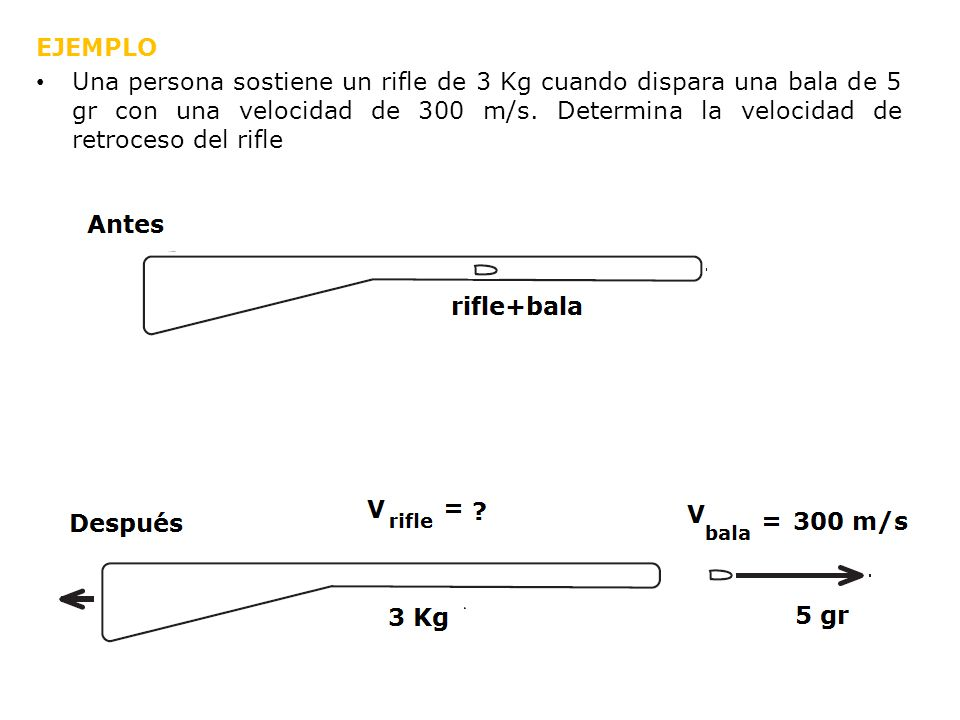 EJEMPLO
• Una persona sostiene un rifle de 3 Kg cuando dispara una bala de 5
gr con una velocidad de 300 m/s. Determina la velocidad de
retroceso del rifle
Antes
rifle+bala
Después
V rifle = ?
V bala = 300 m/s
3 Kg
5 gr